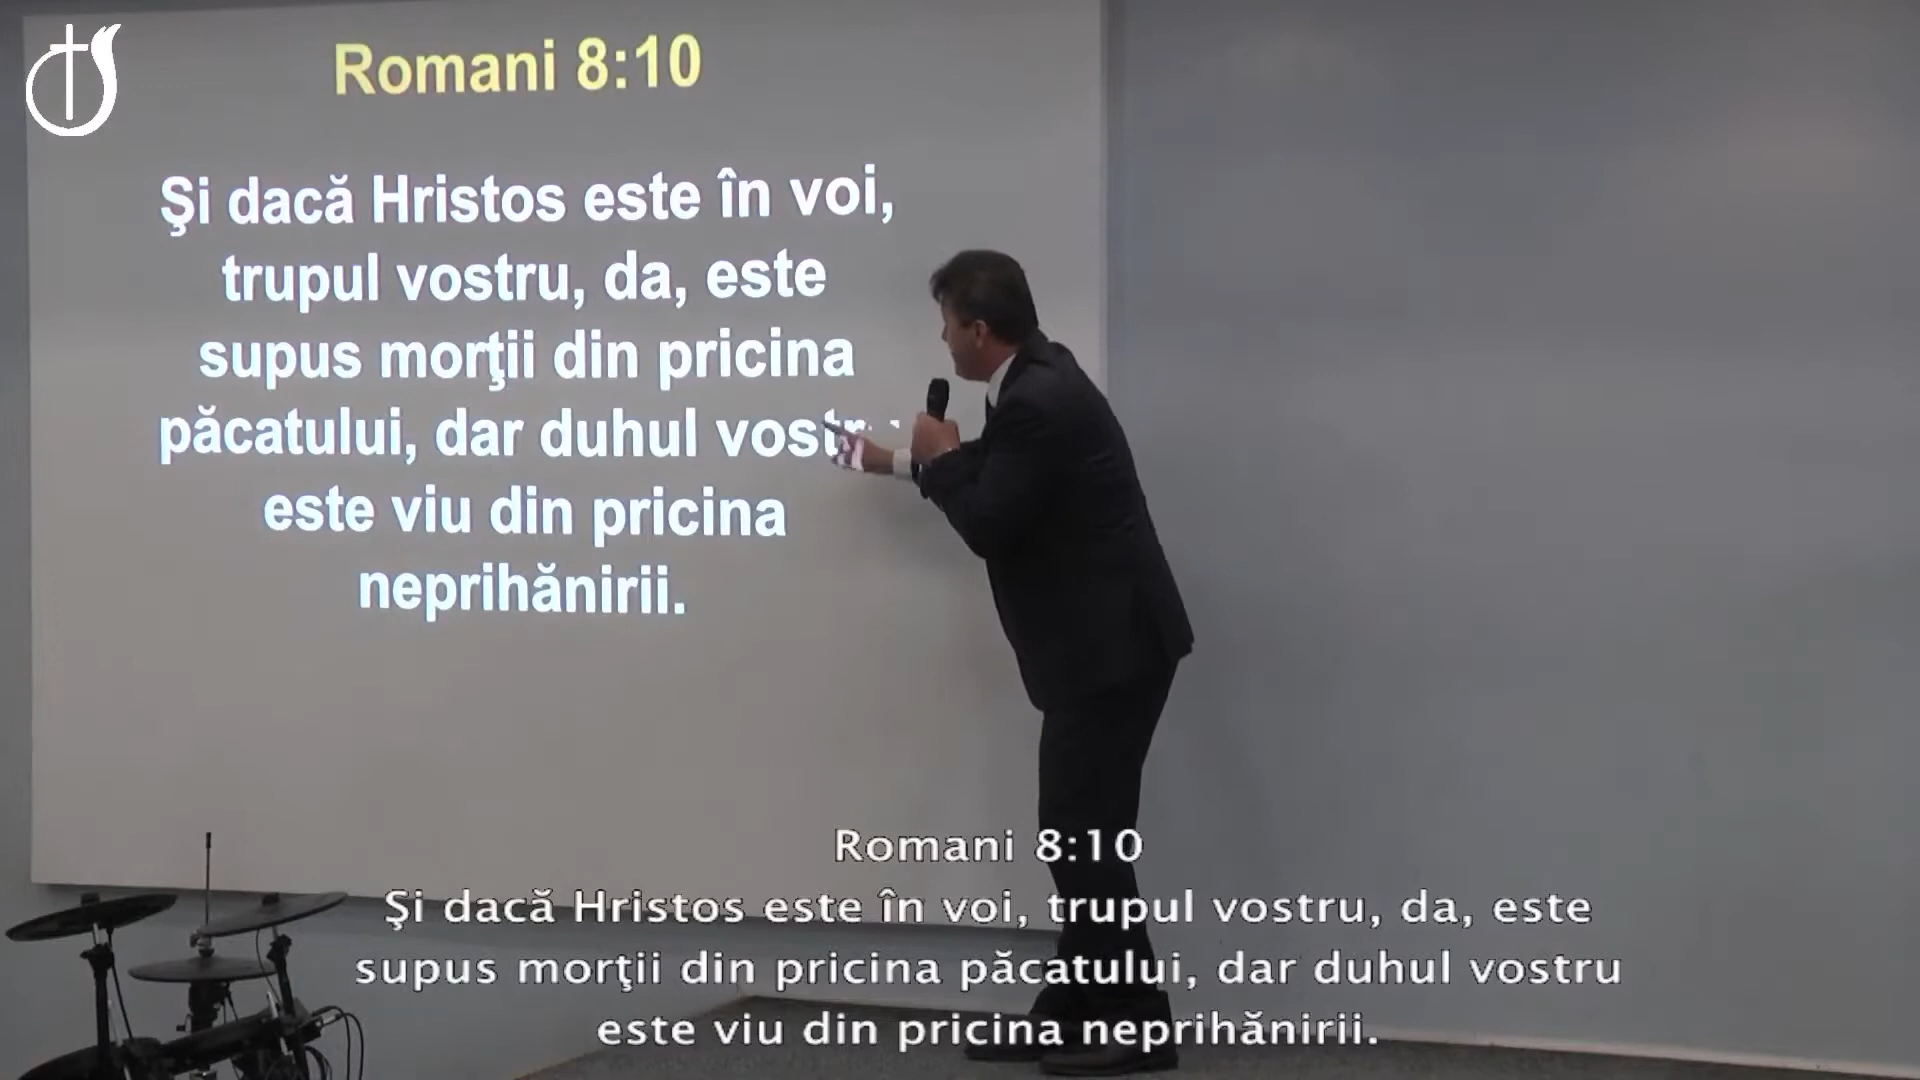 Romani 8:10
Şi dacă Hristos este în voi,
trupul vostru, da, este
supus morţii din pricina
păcatului, dar duhul vostru
este viu din pricina
neprihănirii.
Romani 8:10
Şi dacă Hristos este în voi, trupul vostru, da, este
supus morţii din pricina păcatului, dar duhul vostru
este viu din pricina neprihănirii.